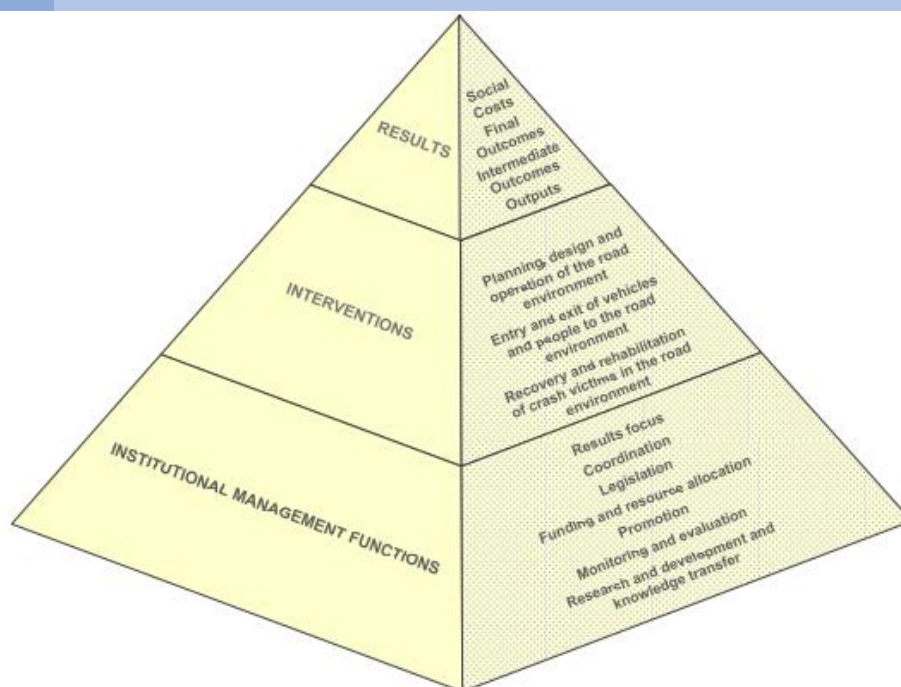 RESULTS
Social
Costs
Final
Outcomes
Intermediate
Outcomes
Outputs
INTERVENTIONS
Planning, design and
operation of the road
environment
Entry and exit of vehicles
and people to the road
environment
Recovery and rehabilitation
of crash victims in the road
environment
INSTITUTIONAL MANAGEMENT FUNCTIONS
Results focus
Coordination
Legislation
Funding and resource allocation
Promotion
Monitoring and evaluation
Research and development and
knowledge transfer